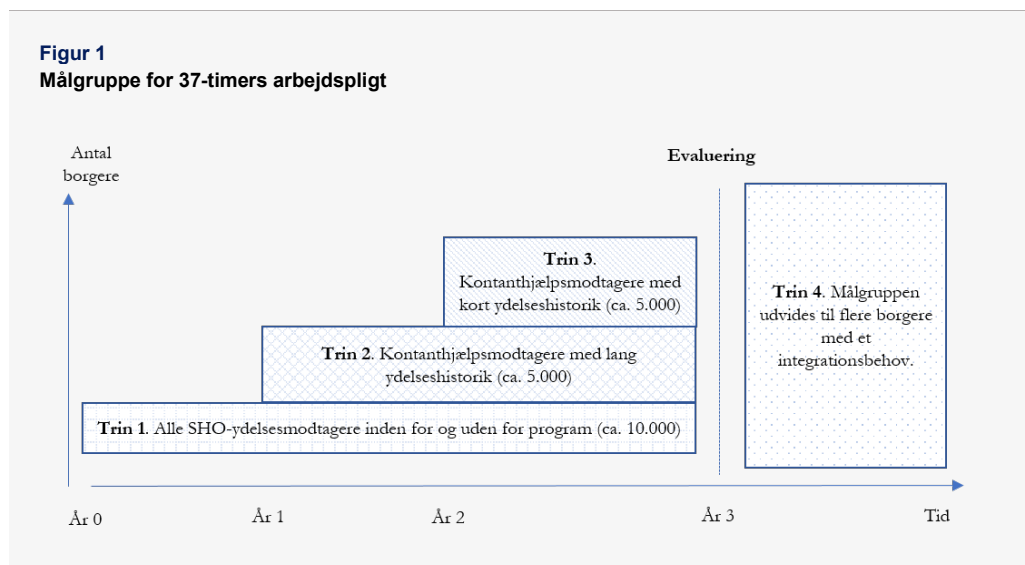 Figur 1
Målgruppe for 37-timers arbejdspligt
Antal
borgere
Evaluering
Trin 3.
Kontanthjælpsmodtagere med
kort ydelseshistorik (ca. 5.000)
Trin 4. Målgruppen
udvides til flere borgere
med et
integrationsbehov.
Trin 2. Kontanthjælpsmodtagere med lang
ydelseshistorik (ca. 5.000)
Trin 1. Alle SHO-ydelsesmodtagere inden for og uden for program (ca. 10.000)
År 0
År 1
År 2
År 3
Tid